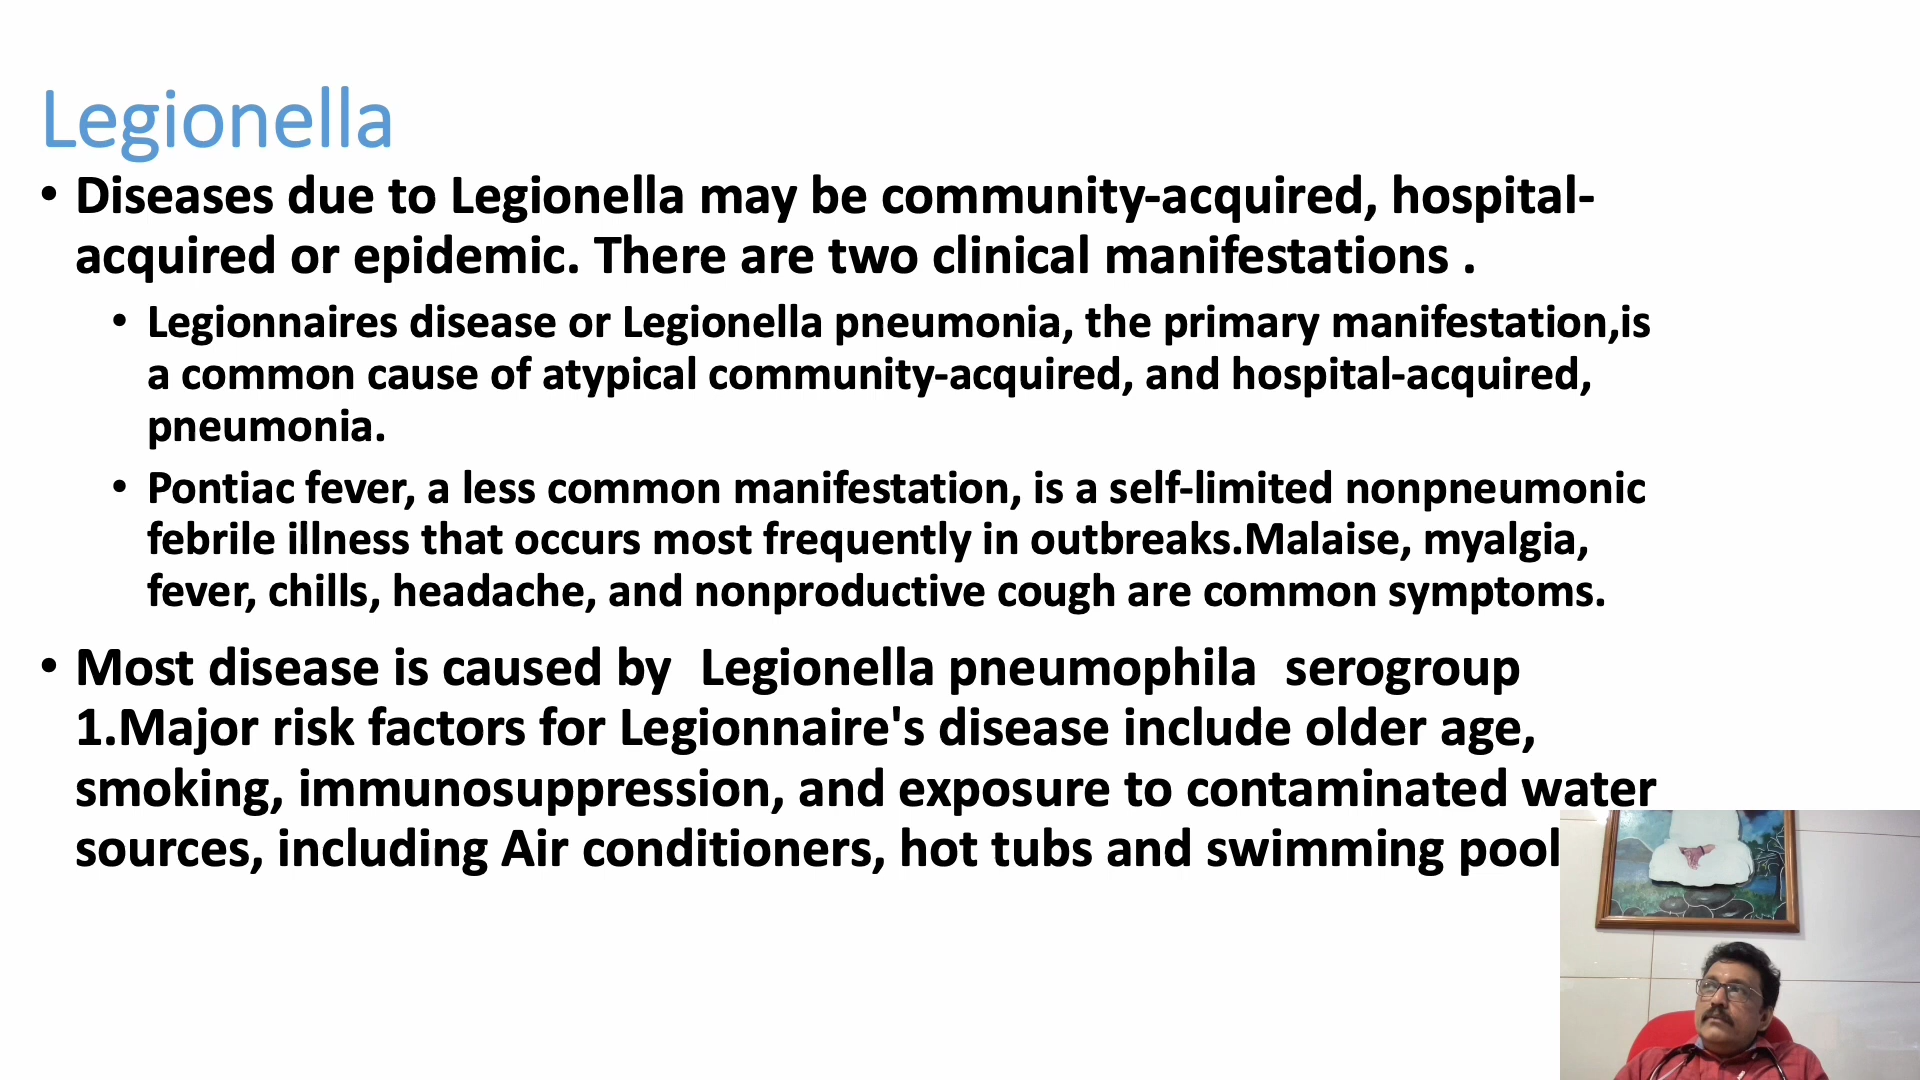 Legionella
• Diseases due to Legionella may be community-acquired, hospital-
acquired or epidemic. There are two clinical manifestations .
• Legionnaires disease or Legionella pneumonia, the primary manifestation,is
a common cause of atypical community-acquired, and hospital-acquired,
pneumonia.
• Pontiac fever, a less common manifestation, is a self-limited nonpneumonic
febrile illness that occurs most frequently in outbreaks.Malaise, myalgia,
fever, chills, headache, and nonproductive cough are common symptoms.
• Most disease is caused by  Legionella pneumophila  serogroup
1.Major risk factors for Legionnaire's disease include older age,
smoking, immunosuppression, and exposure to contaminated water
sources, including Air conditioners, hot tubs and swimming pool